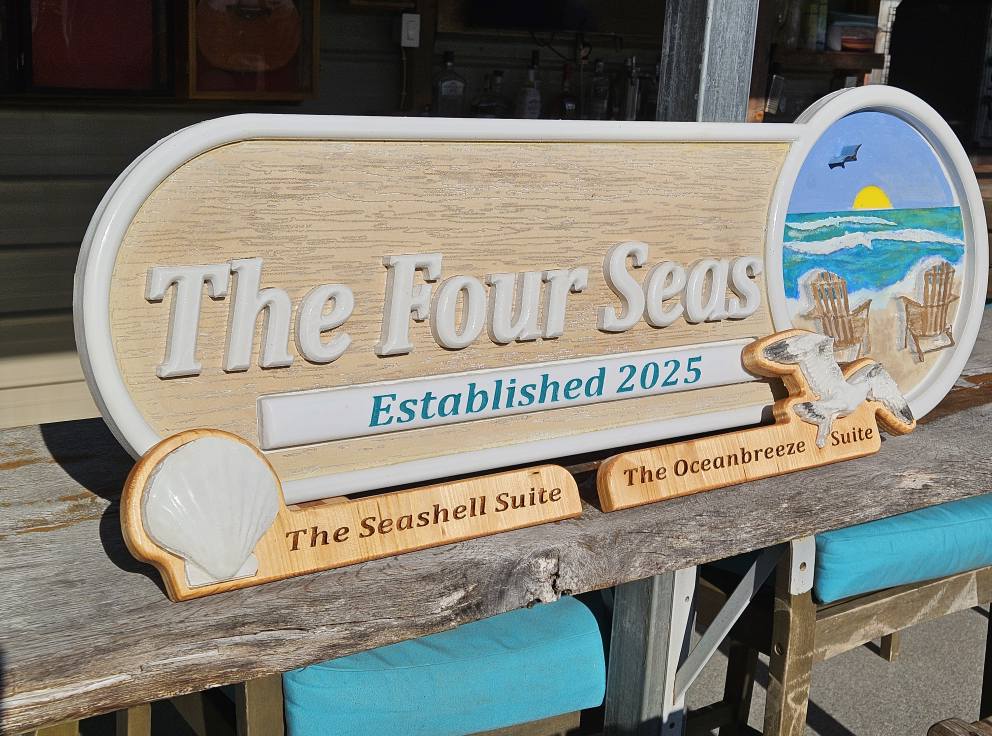 The Four Seas
Established 2025
The Seashell Suite
The Oceanbreeze Suite